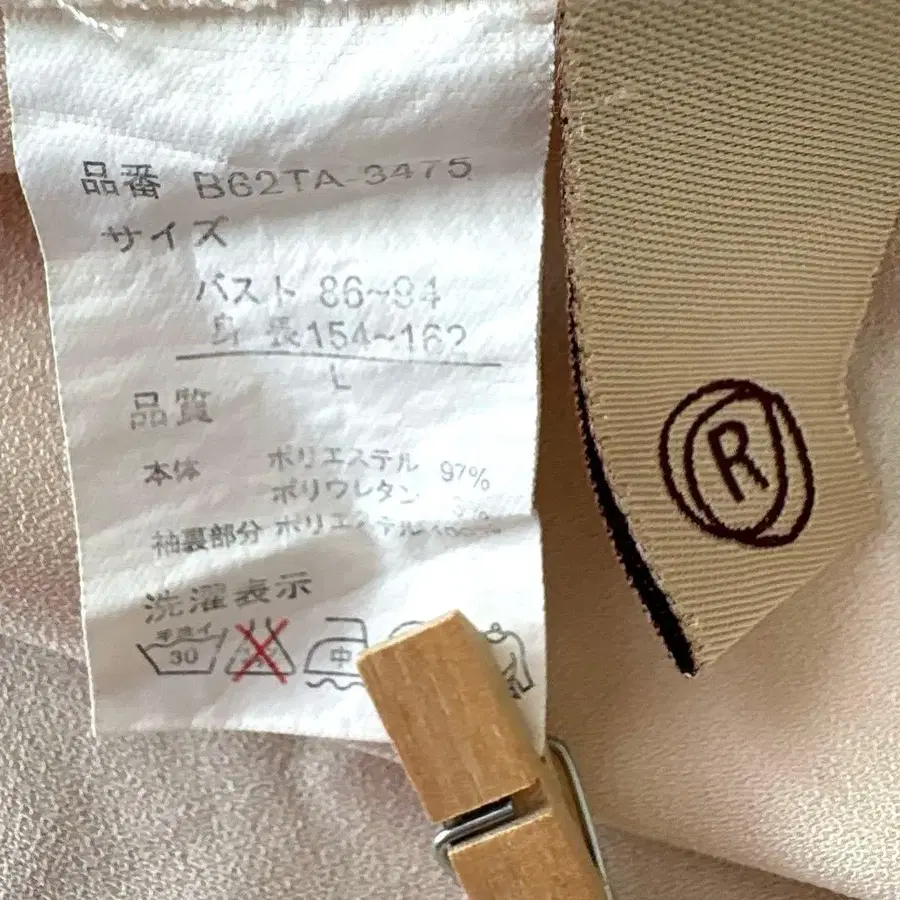 品番 B62TA-3475
サイズ
バスト 86~94
身長154~162
L
品質
本体 ポリエステル 97%
ポリウレタン 3%
袖裏部分 ポリエステル 100%
洗濯表示
手洗イ
30
中
R